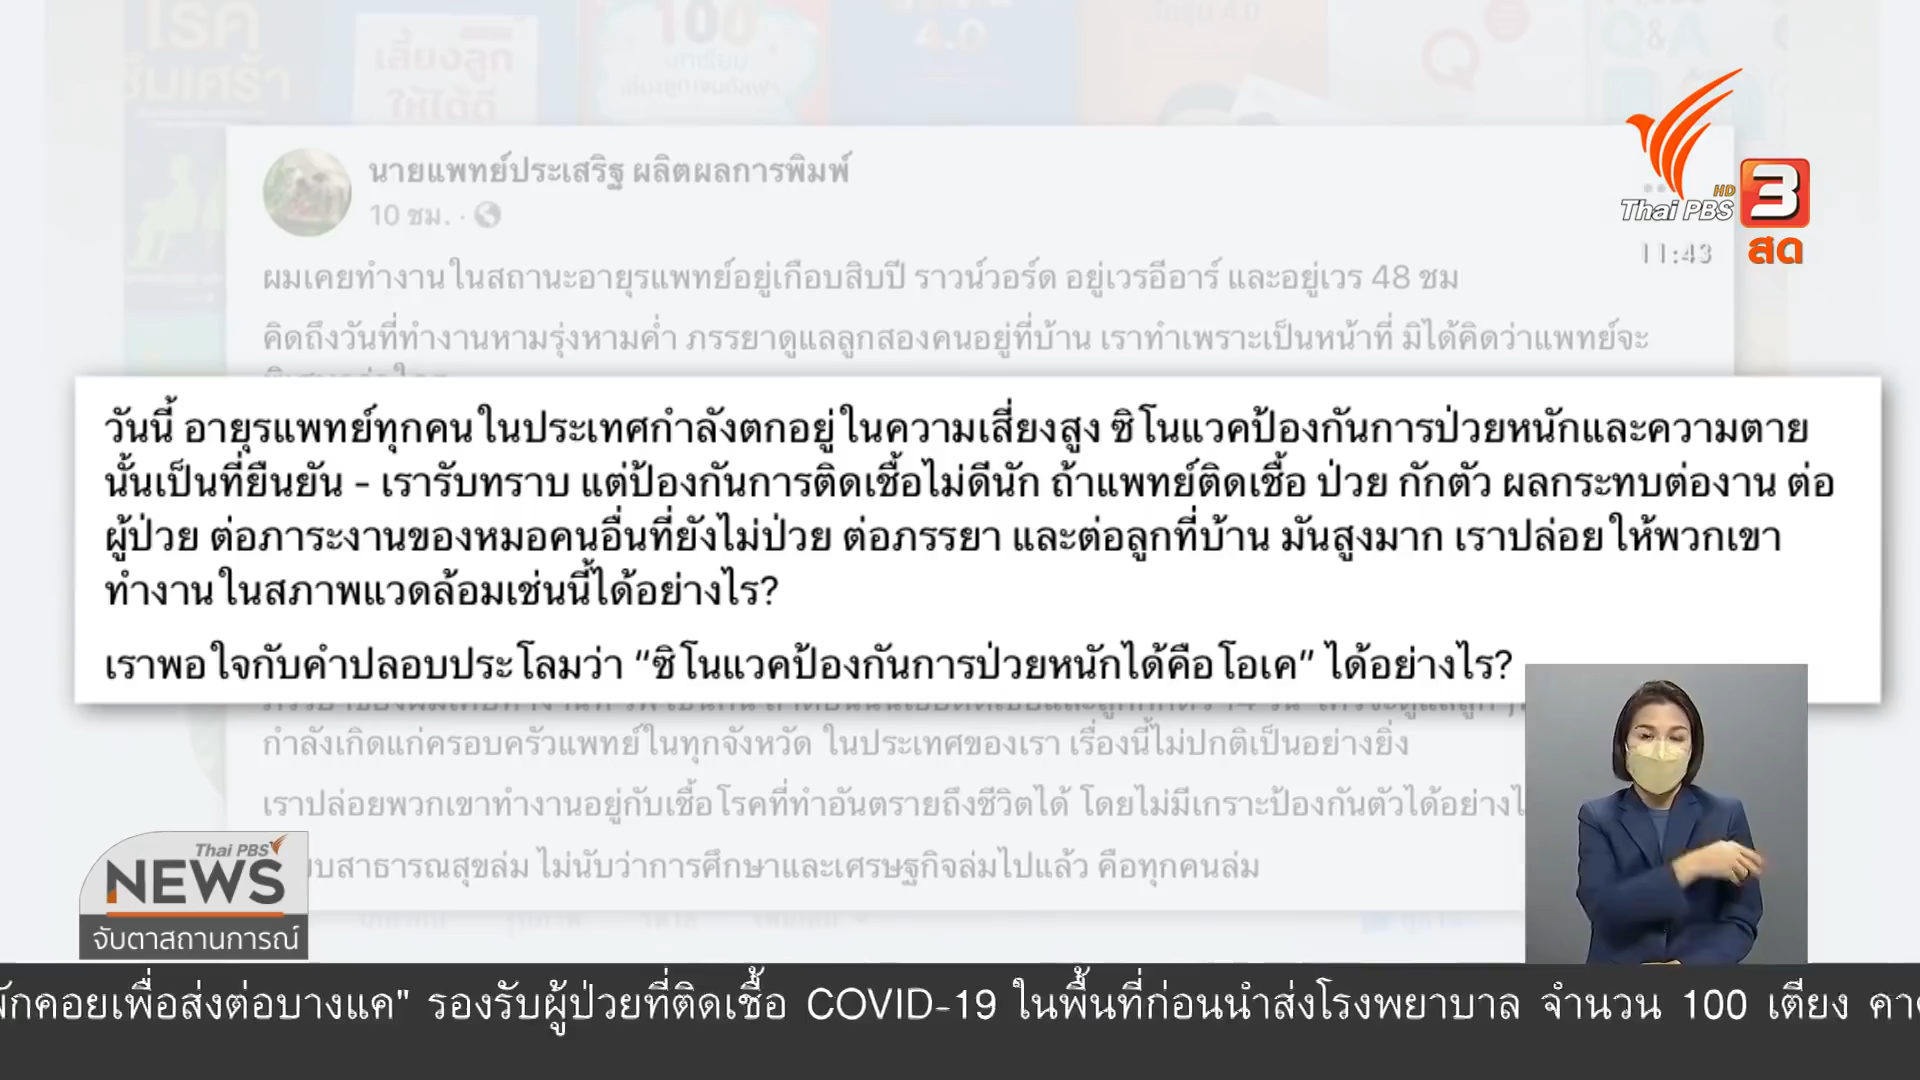 โรค
ซึมเศร้า
เลี้ยงลูก
ให้ได้ดี
100
4.0
Q&A
นายแพทย์ประเสริฐ ผลิตผลการพิมพ์
10 ชม.
HD
Thai PBS
3
11:43
สด
ผมเคยทำงานในสถานะอายุรแพทย์อยู่เกือบสิบปี ราวน์วอร์ด อยู่เวรอีอาร์ และอยู่เวร 48 ชม
คิดถึงวันที่ทำงานหามรุ่งหามค่ำ ภรรยาดูแลลูกสองคนอยู่ที่บ้าน เราทำเพราะเป็นหน้าที่ มิได้คิดว่าแพทย์จะ
วันนี้ อายุรแพทย์ทุกคนในประเทศกำลังตกอยู่ในความเสี่ยงสูง ซิโนแวคป้องกันการป่วยหนักและความตาย
นั้นเป็นที่ยืนยัน - เรารับทราบ แต่ป้องกันการติดเชื้อไม่ดีนัก ถ้าแพทย์ติดเชื้อ ป่วย กักตัว ผลกระทบต่องาน ต่อ
ผู้ป่วย ต่อภาระงานของหมอคนอื่นที่ยังไม่ป่วย ต่อภรรยา และต่อลูกที่บ้าน มันสูงมาก เราปล่อยให้พวกเขา
ทำงานในสภาพแวดล้อมเช่นนี้ได้อย่างไร?
เราพอใจกับคำปลอบประโลมว่า “ซิโนแวคป้องกันการป่วยหนักได้คือโอเค” ได้อย่างไร?
กำลังเกิดแก่ครอบครัวแพทย์ในทุกจังหวัด ในประเทศของเรา เรื่องนี้ไม่ปกติเป็นอย่างยิ่ง
เราปล่อยพวกเขาทำงานอยู่กับเชื้อโรคที่ทำอันตรายถึงชีวิตได้ โดยไม่มีเกราะป้องกันตัวได้อย่างไ
บสาธารณสุขล่ม ไม่นับว่าการศึกษาและเศรษฐกิจล่มไปแล้ว คือทุกคนล่ม
Thai PBS
NEWS
จับตาสถานการณ์
พักคอยเพื่อส่งต่อบางแค" รองรับผู้ป่วยที่ติดเชื้อ COVID-19 ในพื้นที่ก่อนนำส่งโรงพยาบาล จำนวน 100 เตียง